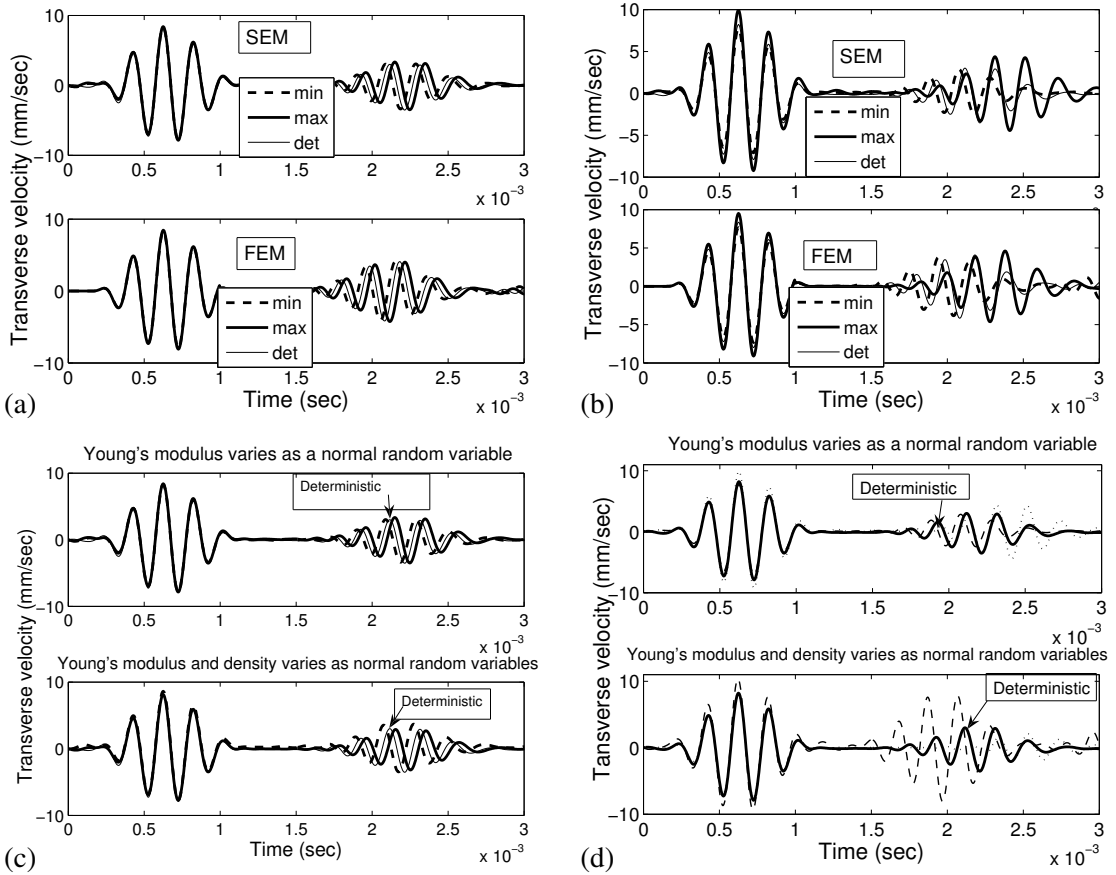 Transverse velocity (mm/sec)
10
0
−10
0
0.5
1
1.5
2
2.5
3
x 10⁻³
SEM
min
max
det
10
0
−10
0
0.5
1
1.5
2
2.5
3
x 10⁻³
FEM
min
max
det
Time (sec)
(a)
Transverse velocity (mm/sec)
10
5
0
−5
−10
0
0.5
1
1.5
2
2.5
3
SEM
min
max
det
10
5
0
−5
−10
0
0.5
1
1.5
2
2.5
3
x 10⁻³
FEM
min
max
det
Time (sec)
(b)
Young's modulus varies as a normal random variable
Transverse velocity (mm/sec)
10
0
−10
0
0.5
1
1.5
2
2.5
3
x 10⁻³
Deterministic
Young's modulus and density varies as normal random variables
10
0
−10
0
0.5
1
1.5
2
2.5
3
x 10⁻³
Deterministic
Time (sec)
(c)
Young's modulus varies as a normal random variable
Tansverse velocity (mm/sec)
10
0
−10
0
0.5
1
1.5
2
2.5
3
x 10⁻³
Deterministic
Young's modulus and density varies as normal random variables
10
0
−10
0
0.5
1
1.5
2
2.5
3
x 10⁻³
Deterministic
Time (sec)
(d)